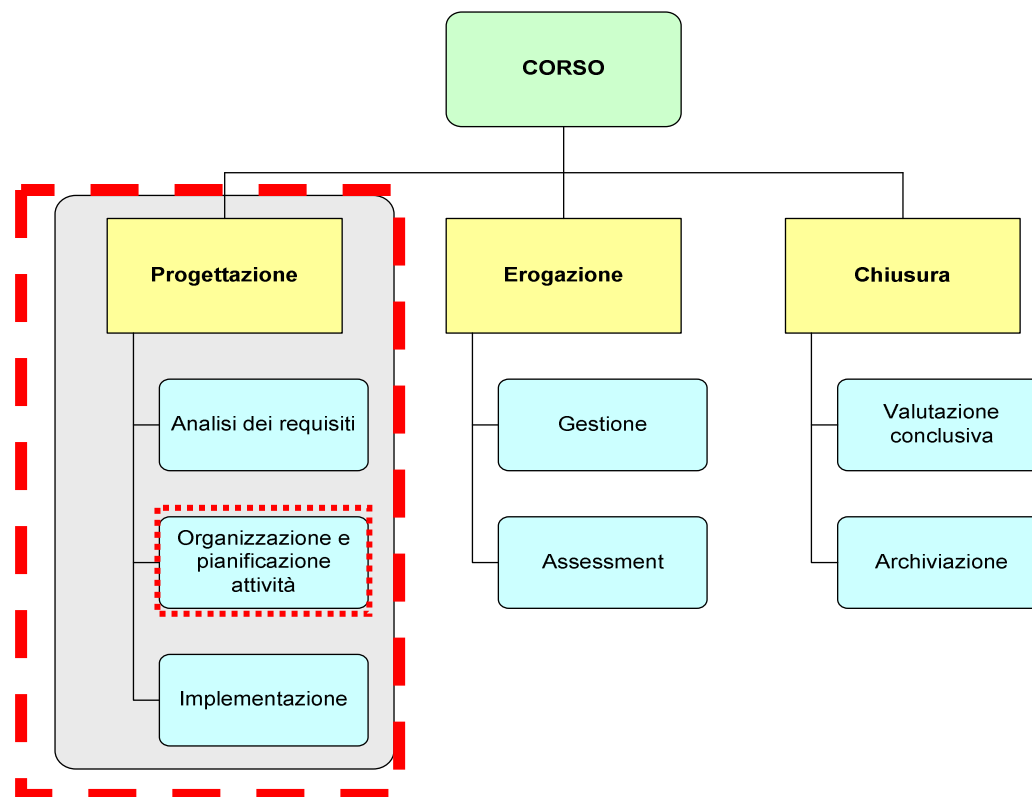 CORSO
Progettazione
Erogazione
Chiusura
Analisi dei requisiti
Gestione
Valutazione
conclusiva
Organizzazione e
pianificazione
attività
Assessment
Archiviazione
Implementazione